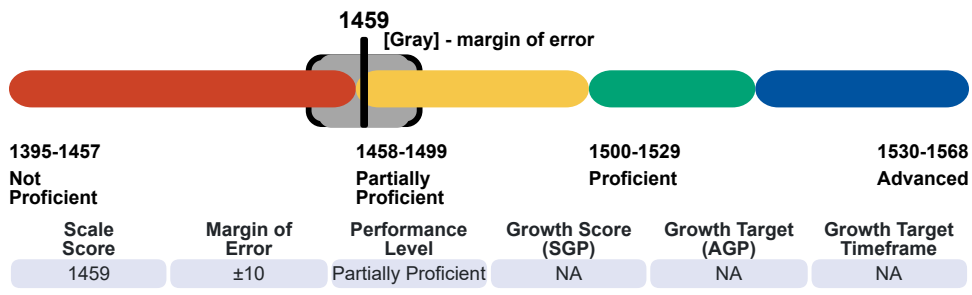 1459
[Gray] - margin of error
1395-1457
1458-1499
1500-1529
1530-1568
Not
Proficient
Partially
Proficient
Proficient
Advanced
Scale
Score
Margin of
Error
Performance
Level
Growth Score
(SGP)
Growth Target
(AGP)
Growth Target
Timeframe
1459
±10
Partially Proficient
NA
NA
NA